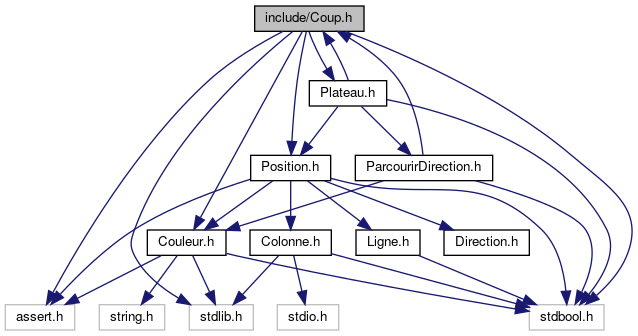 include/Coup.h
Plateau.h
Position.h
ParcourirDirection.h
Couleur.h
Colonne.h
Ligne.h
Direction.h
assert.h
string.h
stdlib.h
stdio.h
stdbool.h